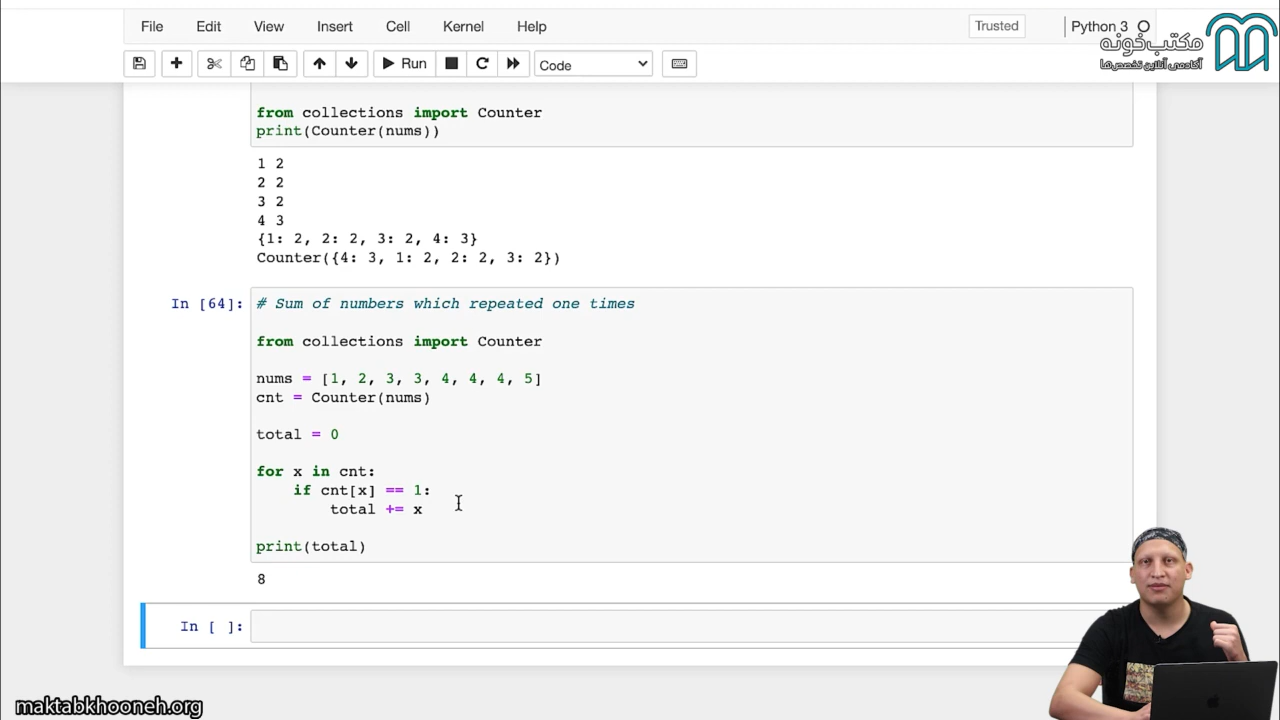 File Edit View Insert Cell Kernel Help Trusted Python 3
مکتب‌خونه
آکادمی آنلاین تخصص‌ها
Run Code
from collections import Counter
print(Counter(nums))
1 2
2 2
3 2
4 3
{1: 2, 2: 2, 3: 2, 4: 3}
Counter({4: 3, 1: 2, 2: 2, 3: 2})
In [64]: # Sum of numbers which repeated one times
from collections import Counter
nums = [1, 2, 3, 3, 4, 4, 4, 5]
cnt = Counter(nums)
total = 0
for x in cnt:
    if cnt[x] == 1:
        total += x
print(total)
8
In [ ]:
maktabkhooneh.org